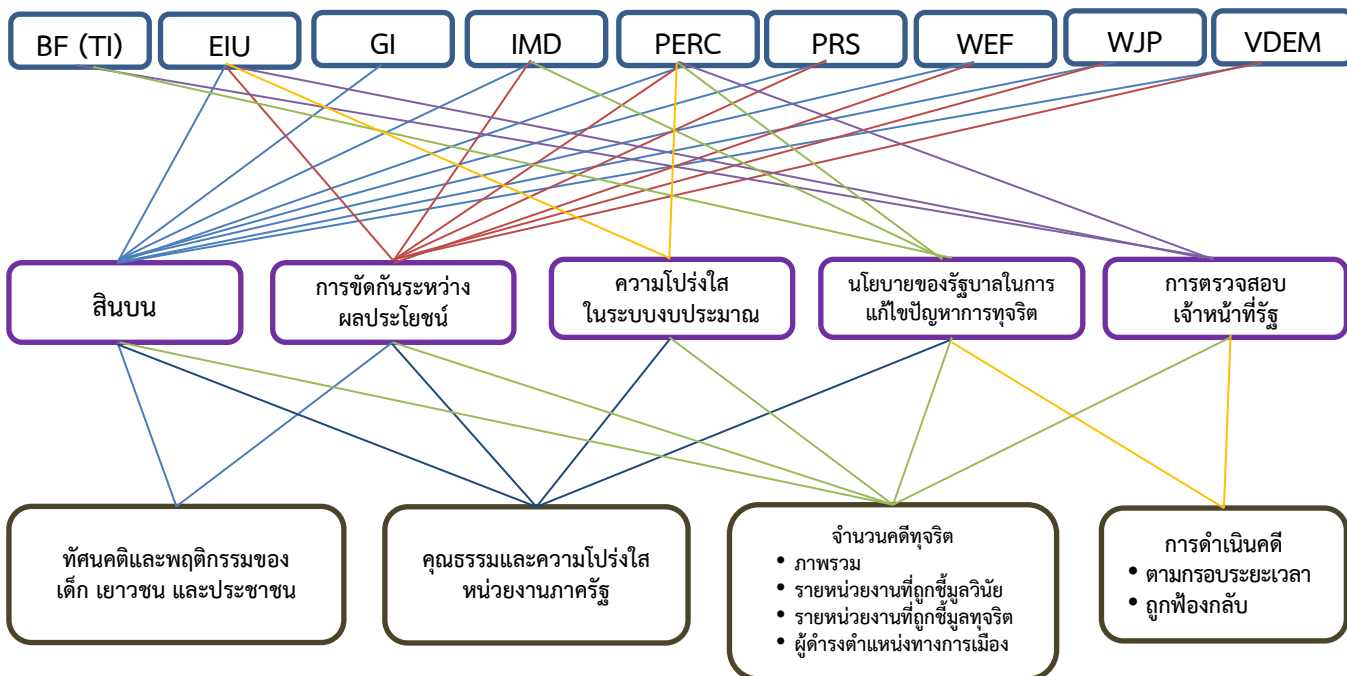 BF (TI)
EIU
GI
IMD
PERC
PRS
WEF
WJP
VDEM
สินบน
การขัดกันระหว่าง
ผลประโยชน์
ความโปร่งใส
ในระบบงบประมาณ
นโยบายของรัฐบาลในการ
แก้ไขปัญหาการทุจริต
การตรวจสอบ
เจ้าหน้าที่รัฐ
ทัศนคติและพฤติกรรมของ
เด็ก เยาวชน และประชาชน
คุณธรรมและความโปร่งใส
หน่วยงานภาครัฐ
จำนวนคดีทุจริต
• ภาพรวม
• รายหน่วยงานที่ถูกชี้มูลวินัย
• รายหน่วยงานที่ถูกชี้มูลทุจริต
• ผู้ดำรงตำแหน่งทางการเมือง
การดำเนินคดี
• ตามกรอบระยะเวลา
• ถูกฟ้องกลับ